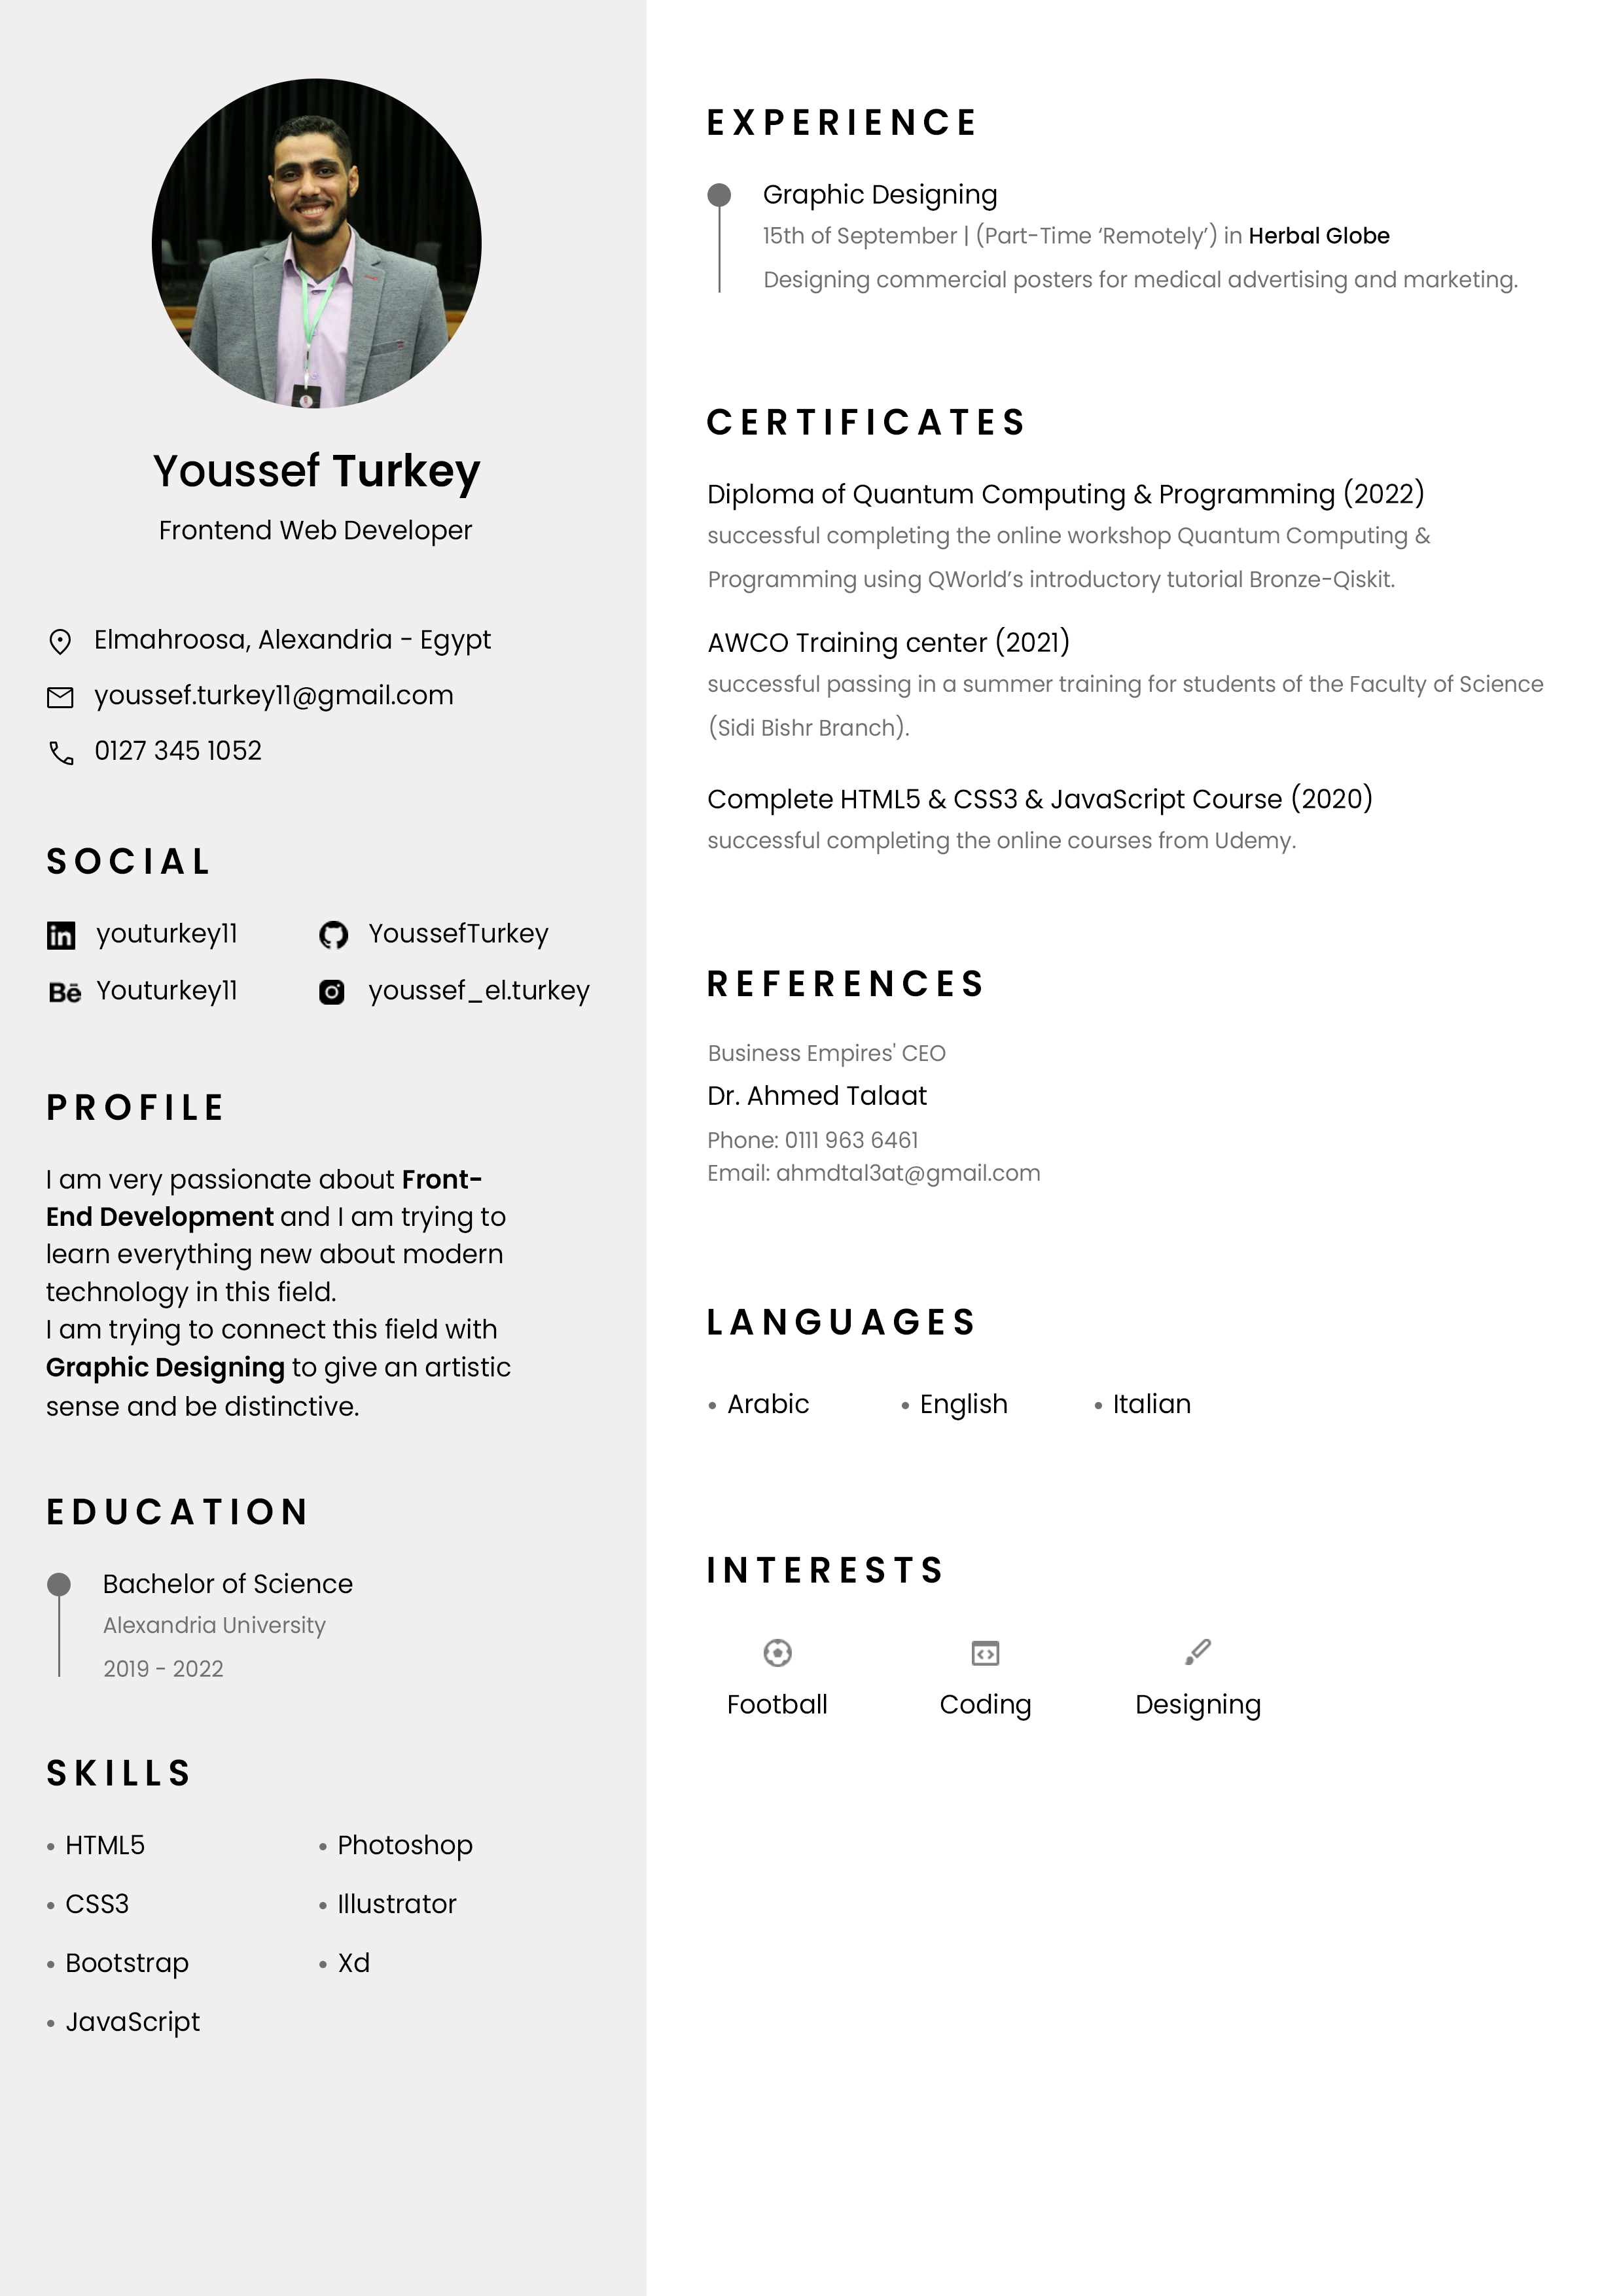 Youssef Turkey
Frontend Web Developer
Elmahroosa, Alexandria - Egypt
youssef.turkey11@gmail.com
0127 345 1052
SOCIAL
in youturkey11
YoussefTurkey
Bē Youturkey11
youssef_el.turkey
PROFILE
I am very passionate about Front-
End Development and I am trying to
learn everything new about modern
technology in this field.
I am trying to connect this field with
Graphic Designing to give an artistic
sense and be distinctive.
EDUCATION
Bachelor of Science
Alexandria University
2019 - 2022
SKILLS
• HTML5
• CSS3
• Bootstrap
• JavaScript
• Photoshop
• Illustrator
• Xd
EXPERIENCE
Graphic Designing
15th of September | (Part-Time ‘Remotely’) in Herbal Globe
Designing commercial posters for medical advertising and marketing.
CERTIFICATES
Diploma of Quantum Computing & Programming (2022)
successful completing the online workshop Quantum Computing &
Programming using QWorld’s introductory tutorial Bronze-Qiskit.
AWCO Training center (2021)
successful passing in a summer training for students of the Faculty of Science
(Sidi Bishr Branch).
Complete HTML5 & CSS3 & JavaScript Course (2020)
successful completing the online courses from Udemy.
REFERENCES
Business Empires' CEO
Dr. Ahmed Talaat
Phone: 0111 963 6461
Email: ahmdtal3at@gmail.com
LANGUAGES
• Arabic • English • Italian
INTERESTS
Football Coding Designing